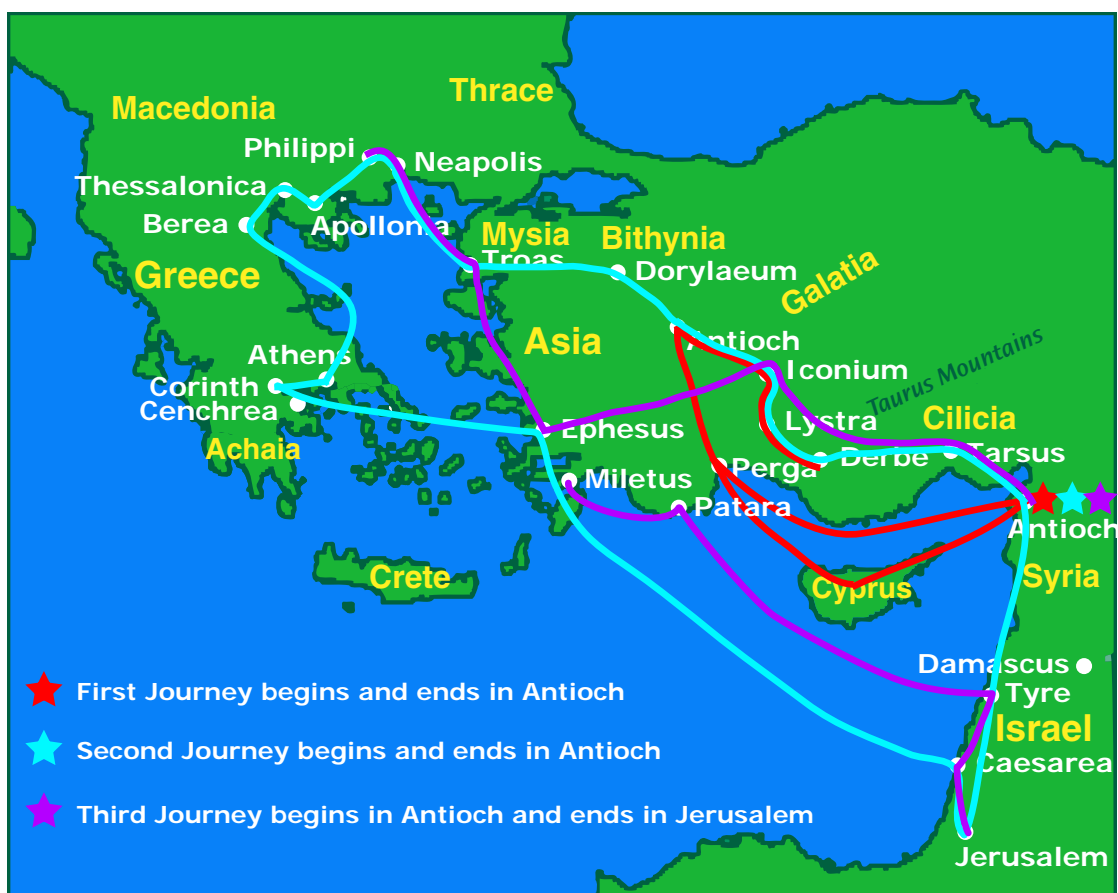 Thrace
Macedonia
Philippi
Neapolis
Thessalonica
Apollonia
Berea
Mysia
Bithynia
Troas
Dorylaeum
Greece
Galatia
Asia
Antioch
Athens
Iconium
Taurus Mountains
Corinth
Cenchrea
Lystra
Cilicia
Ephesus
Achaia
Derbe
Tarsus
Perga
Miletus
Patara
Antioch
Crete
Cyprus
Syria
Damascus
First Journey begins and ends in Antioch
Tyre
Israel
Second Journey begins and ends in Antioch
Caesarea
Third Journey begins in Antioch and ends in Jerusalem
Jerusalem